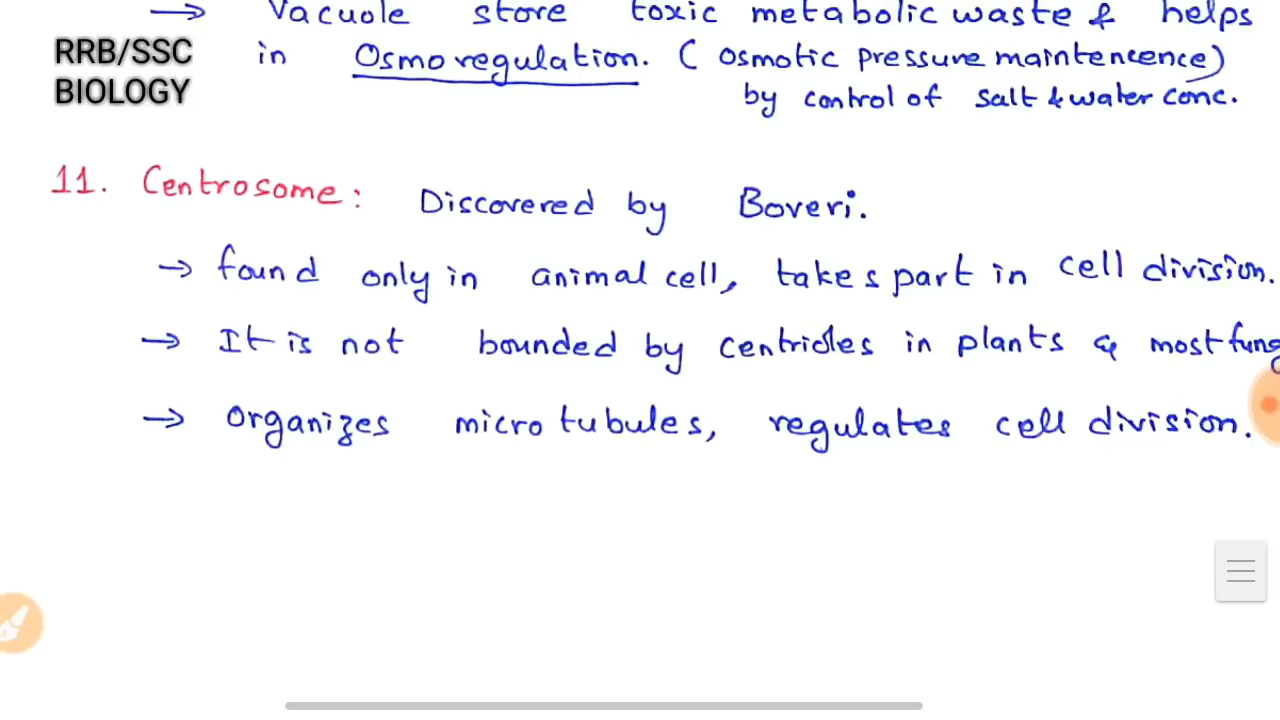 → Vacuole store toxic metabolic waste & helps
RRB/SSC
BIOLOGY
in Osmoregulation. (Osmotic pressure maintencence)
by control of salt & water conc.
11. Centrosome: Discovered by Boveri.
→ found only in animal cell, takes part in cell division.
→ It is not bounded by centrioles in plants & most fung
→ organizes microtubules, regulates cell division.